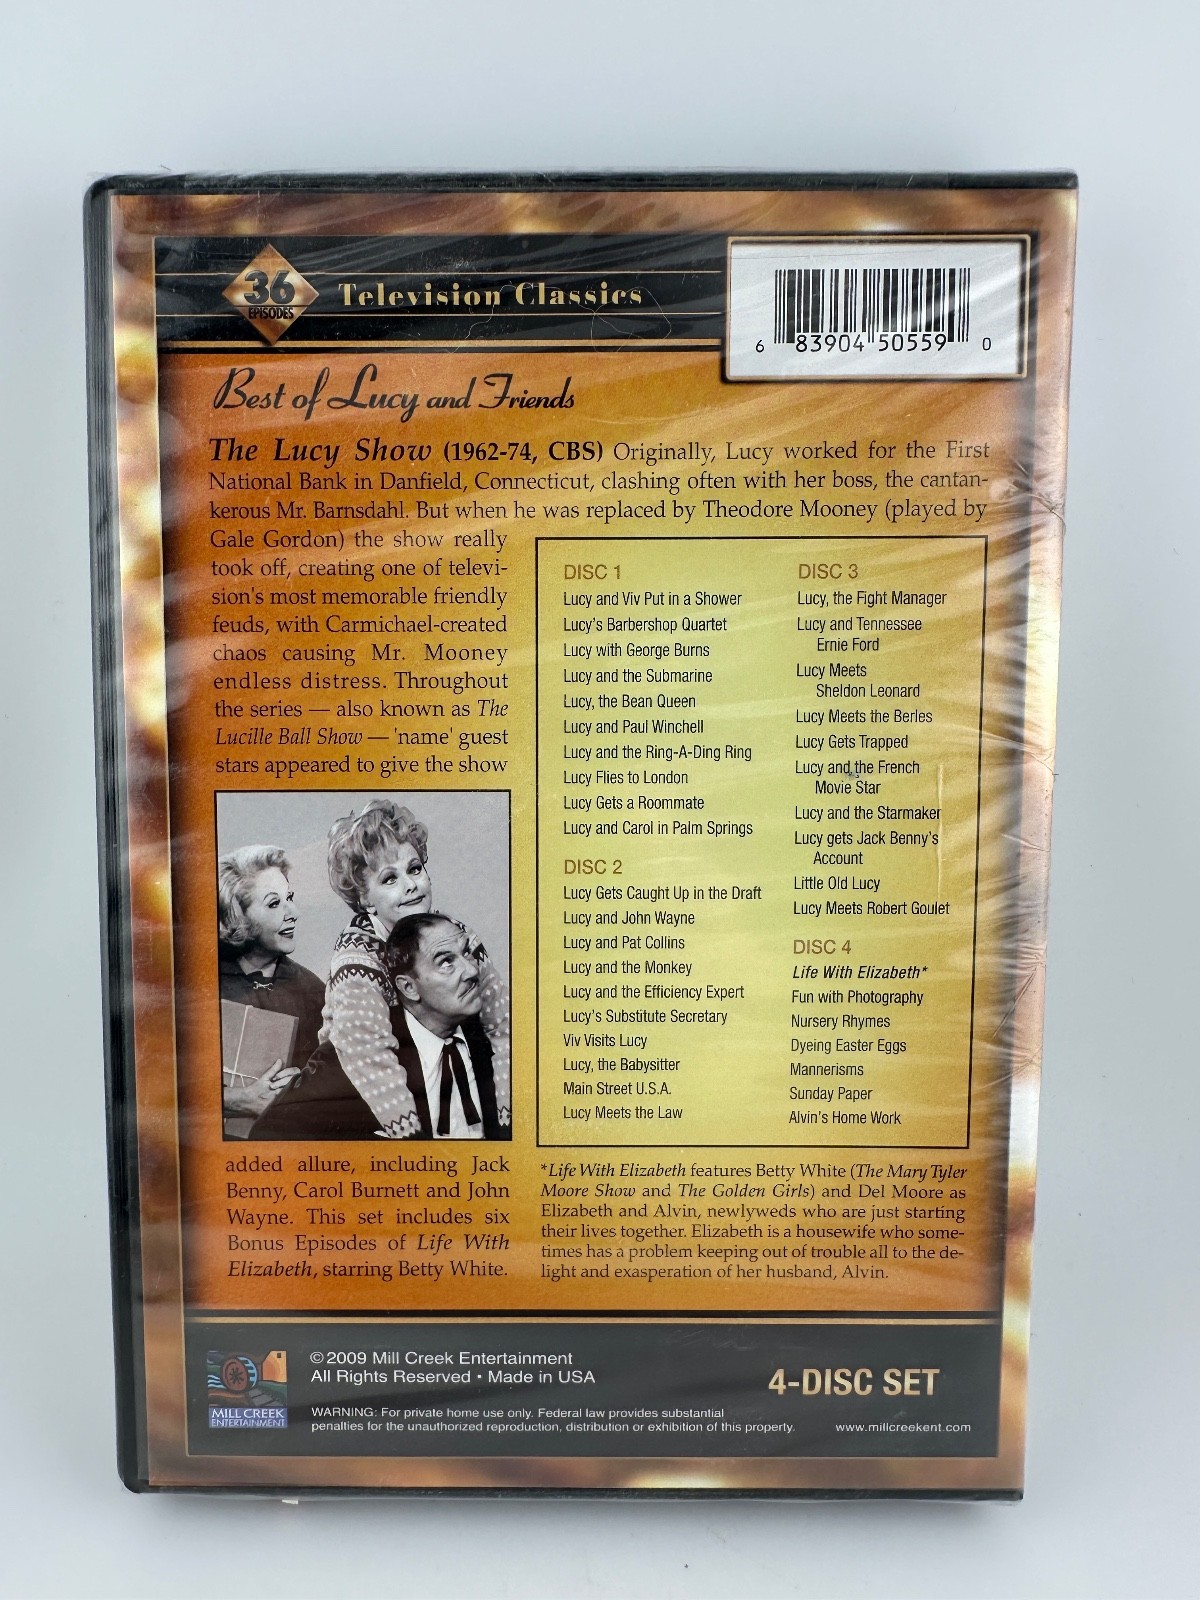 36
EPISODES
Television Classics
6 83904 50559 0
Best of Lucy and Friends
The Lucy Show (1962-74, CBS) Originally, Lucy worked for the First
National Bank in Danfield, Connecticut, clashing often with her boss, the cantan-
kerous Mr. Barnsdahl. But when he was replaced by Theodore Mooney (played by
Gale Gordon) the show really
took off, creating one of televi-
sion's most memorable friendly
feuds, with Carmichael-created
chaos causing Mr. Mooney
endless distress. Throughout
the series — also known as The
Lucille Ball Show — 'name' guest
stars appeared to give the show
added allure, including Jack
Benny, Carol Burnett and John
Wayne. This set includes six
Bonus Episodes of Life With
Elizabeth, starring Betty White.
DISC 1
Lucy and Viv Put in a Shower
Lucy's Barbershop Quartet
Lucy with George Burns
Lucy and the Submarine
Lucy, the Bean Queen
Lucy and Paul Winchell
Lucy and the Ring-A-Ding Ring
Lucy Flies to London
Lucy Gets a Roommate
Lucy and Carol in Palm Springs
DISC 2
Lucy Gets Caught Up in the Draft
Lucy and John Wayne
Lucy and Pat Collins
Lucy and the Monkey
Lucy and the Efficiency Expert
Lucy's Substitute Secretary
Viv Visits Lucy
Lucy, the Babysitter
Main Street U.S.A.
Lucy Meets the Law
DISC 3
Lucy, the Fight Manager
Lucy and Tennessee
Ernie Ford
Lucy Meets
Sheldon Leonard
Lucy Meets the Berles
Lucy Gets Trapped
Lucy and the French
Movie Star
Lucy and the Starmaker
Lucy gets Jack Benny's
Account
Little Old Lucy
Lucy Meets Robert Goulet
DISC 4
Life With Elizabeth*
Fun with Photography
Nursery Rhymes
Dyeing Easter Eggs
Mannerisms
Sunday Paper
Alvin's Home Work
*Life With Elizabeth features Betty White (The Mary Tyler
Moore Show and The Golden Girls) and Del Moore as
Elizabeth and Alvin, newlyweds who are just starting
their lives together. Elizabeth is a housewife who some-
times has a problem keeping out of trouble all to the de-
light and exasperation of her husband, Alvin.
MILL CREEK
ENTERTAINMENT
©2009 Mill Creek Entertainment
All Rights Reserved • Made in USA
WARNING: For private home use only. Federal law provides substantial
penalties for the unauthorized reproduction, distribution or exhibition of this property.
4-DISC SET
www.millcreekent.com